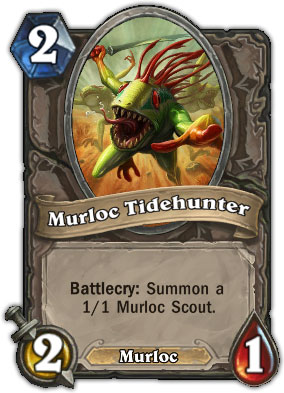 2
Murloc Tidehunter
Battlecry: Summon a
1/1 Murloc Scout.
2
Murloc
1